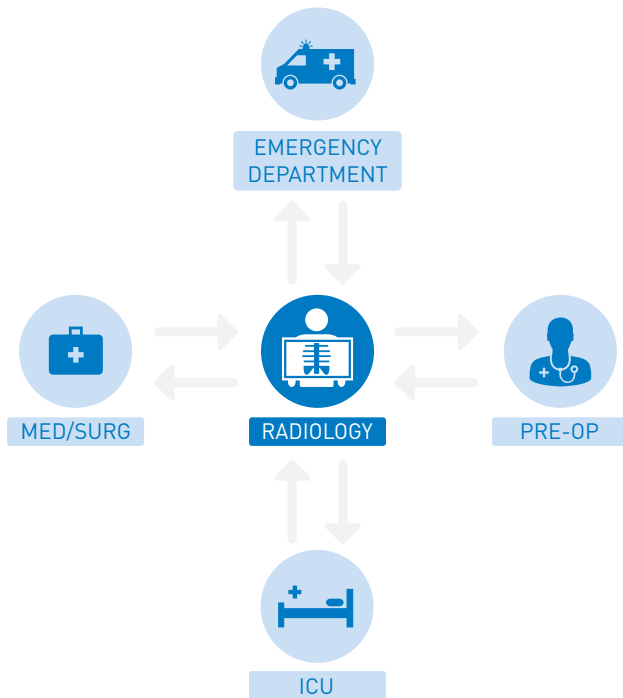 EMERGENCY
DEPARTMENT
MED/SURG
RADIOLOGY
PRE-OP
ICU